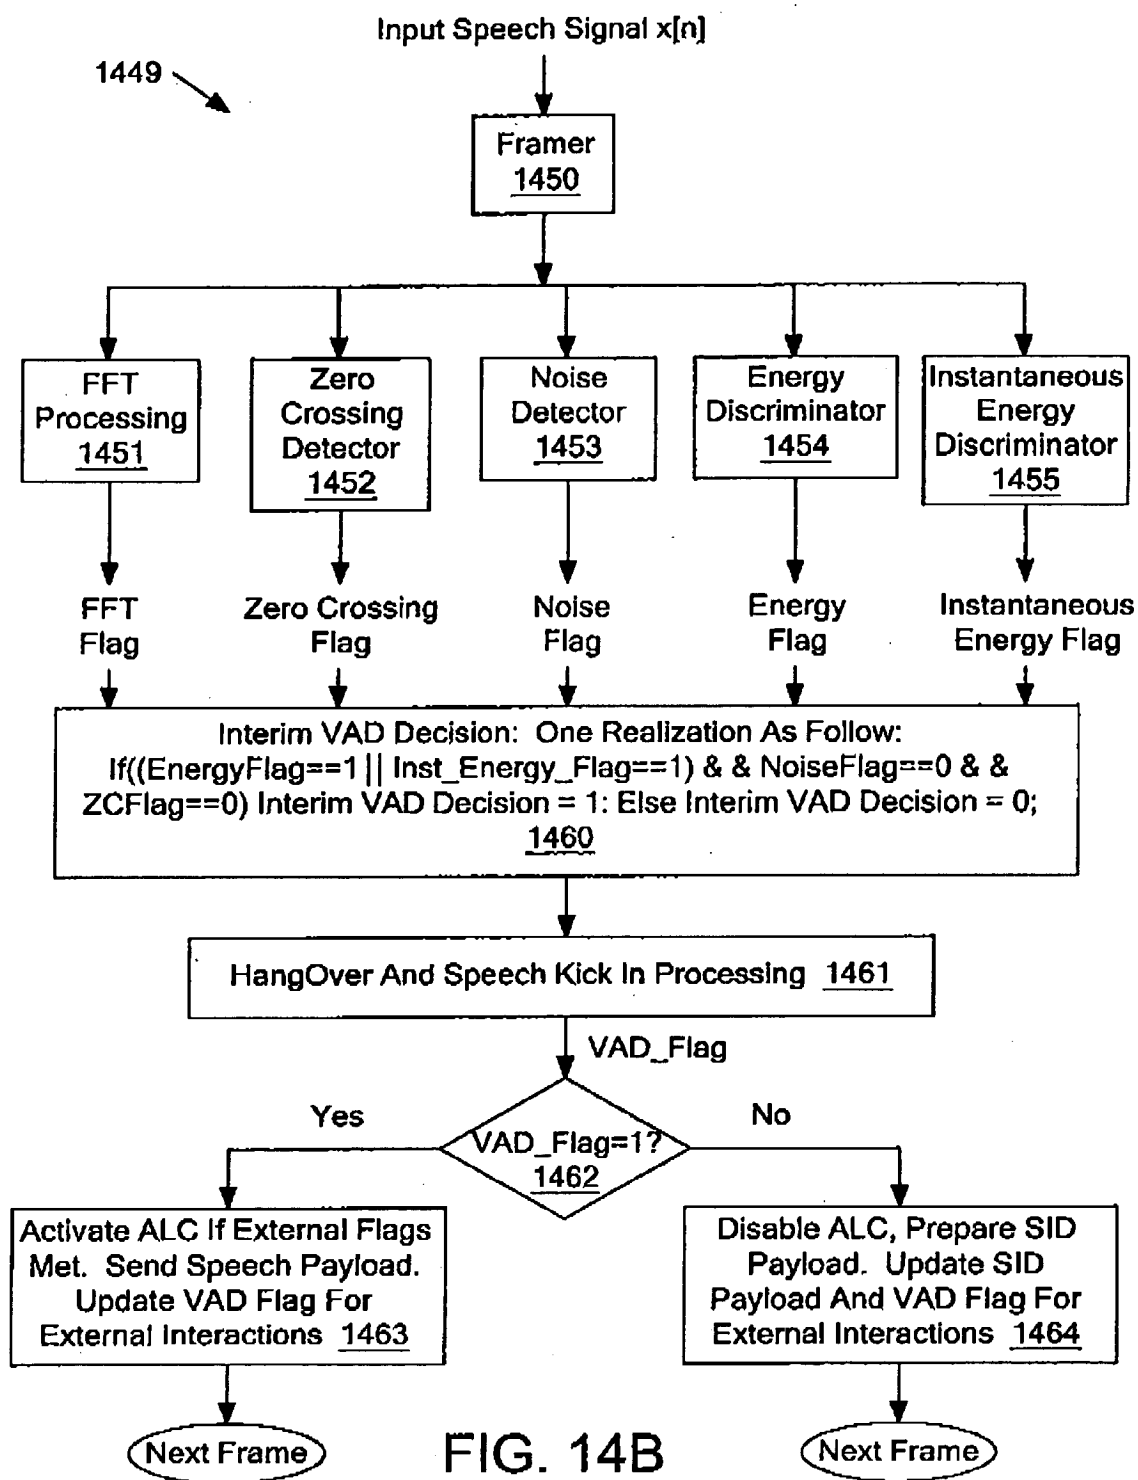 Input Speech Signal x[n]
1449
Framer
1450
FFT
Processing
1451
Zero
Crossing
Detector
1452
Noise
Detector
1453
Energy
Discriminator
1454
Instantaneous
Energy
Discriminator
1455
FFT
Flag
Zero Crossing
Flag
Noise
Flag
Energy
Flag
Instantaneous
Energy Flag
Interim VAD Decision: One Realization As Follow:
If((EnergyFlag==1 || Inst_Energy_Flag==1) & & NoiseFlag==0 & &
ZCFlag==0) Interim VAD Decision = 1: Else Interim VAD Decision = 0;
1460
HangOver And Speech Kick In Processing 1461
VAD_Flag
Yes
No
VAD_Flag=1?
1462
Activate ALC If External Flags
Met. Send Speech Payload.
Update VAD Flag For
External Interactions 1463
Disable ALC, Prepare SID
Payload. Update SID
Payload And VAD Flag For
External Interactions 1464
Next Frame
FIG. 14B
Next Frame